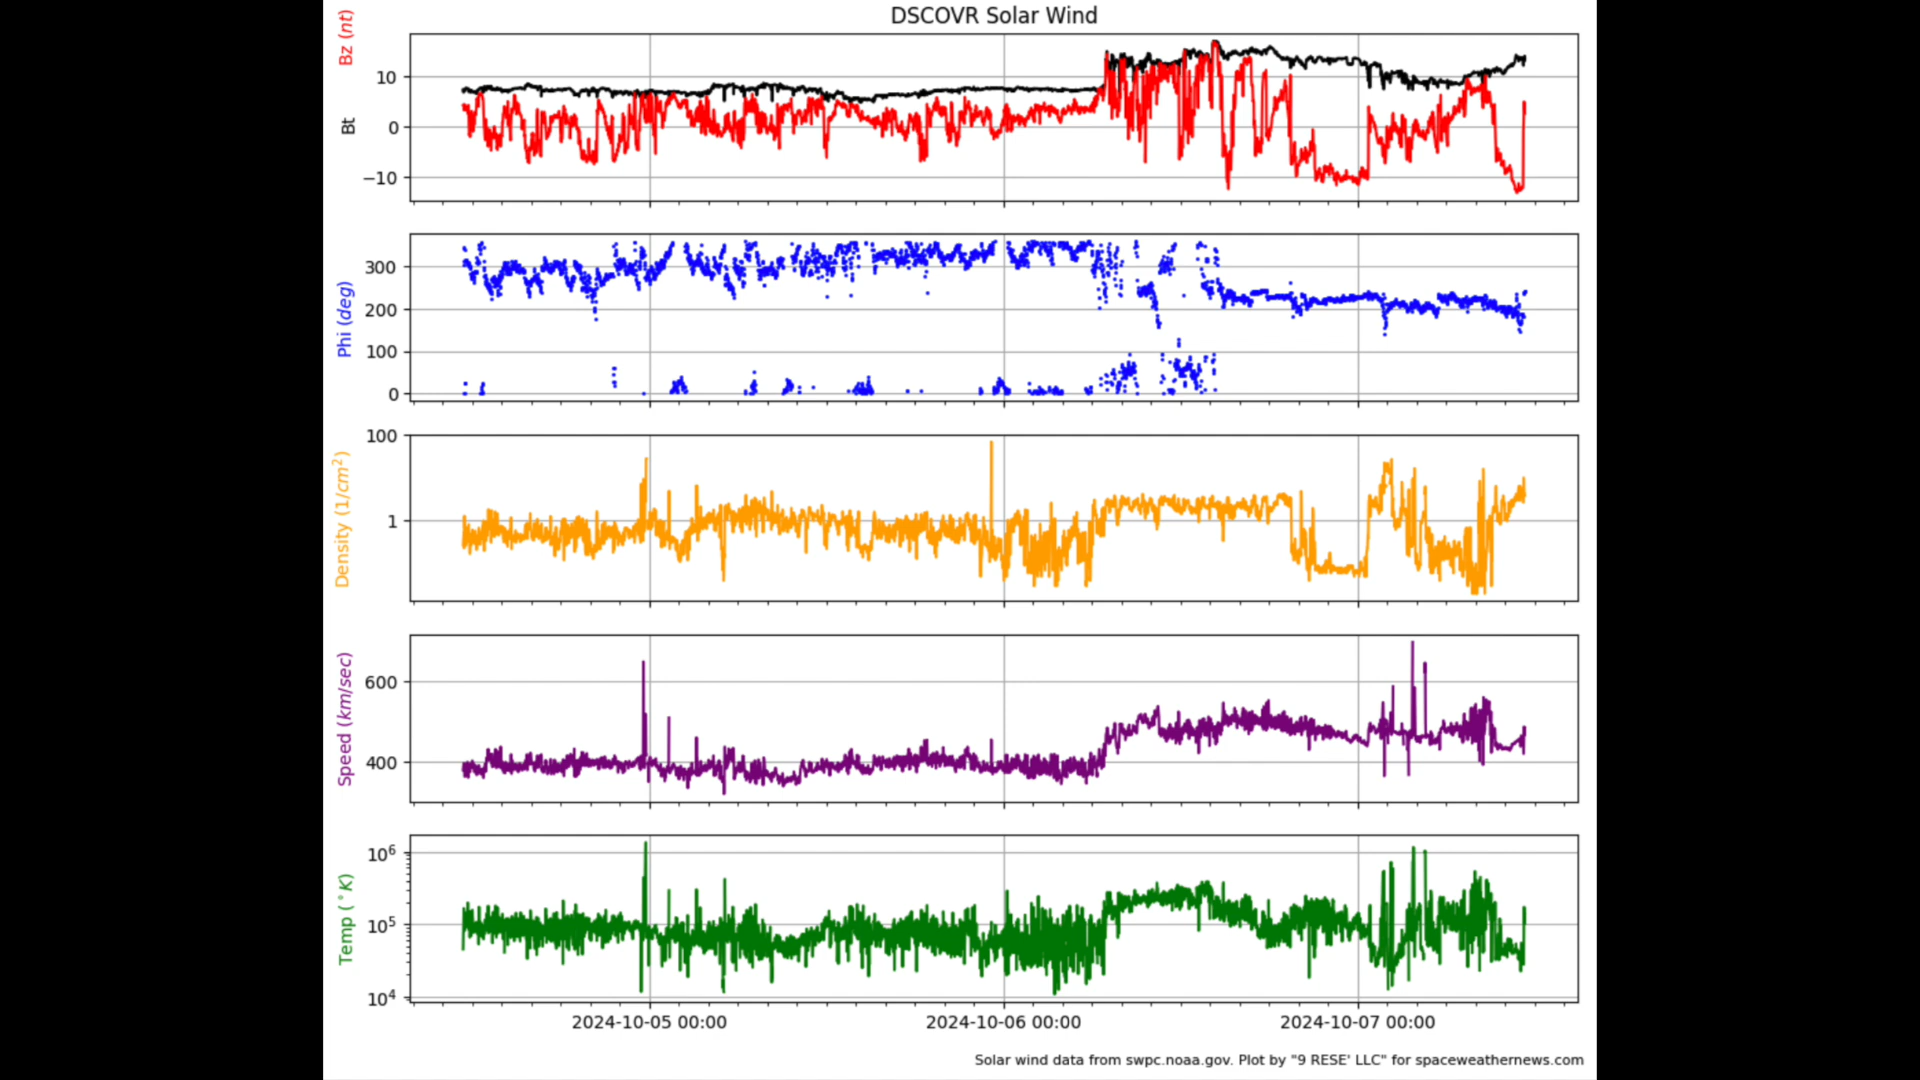 DSCOVR Solar Wind
Bz (nt)
Bt
10
0
−10
Phi (deg)
300
200
100
0
Density (1/cm²)
100
1
Speed (km/sec)
600
400
Temp (°K)
10⁶
10⁵
10⁴
2024-10-05 00:00 2024-10-06 00:00 2024-10-07 00:00
Solar wind data from swpc.noaa.gov. Plot by "9 RESE' LLC" for spaceweathernews.com